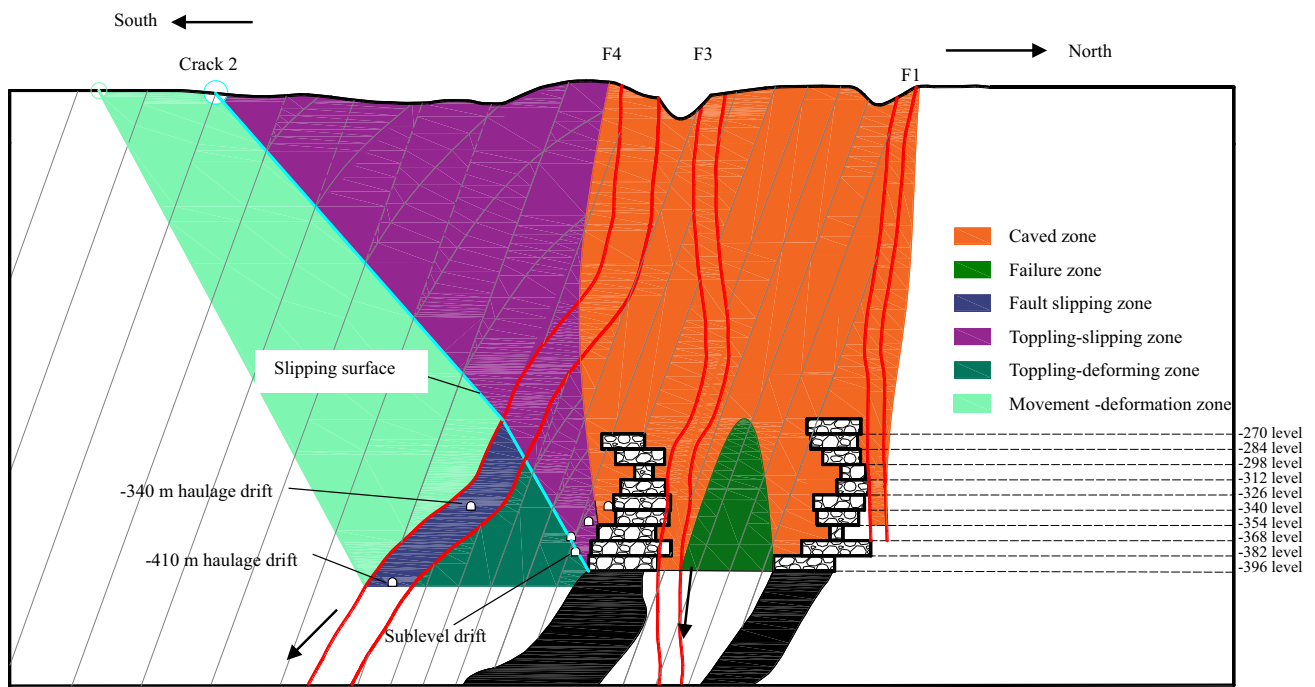 South
North
Crack 2
F4
F3
F1
Caved zone
Failure zone
Fault slipping zone
Toppling-slipping zone
Toppling-deforming zone
Movement -deformation zone
Slipping surface
-340 m haulage drift
-410 m haulage drift
Sublevel drift
-270 level
-284 level
-298 level
-312 level
-326 level
-340 level
-354 level
-368 level
-382 level
-396 level